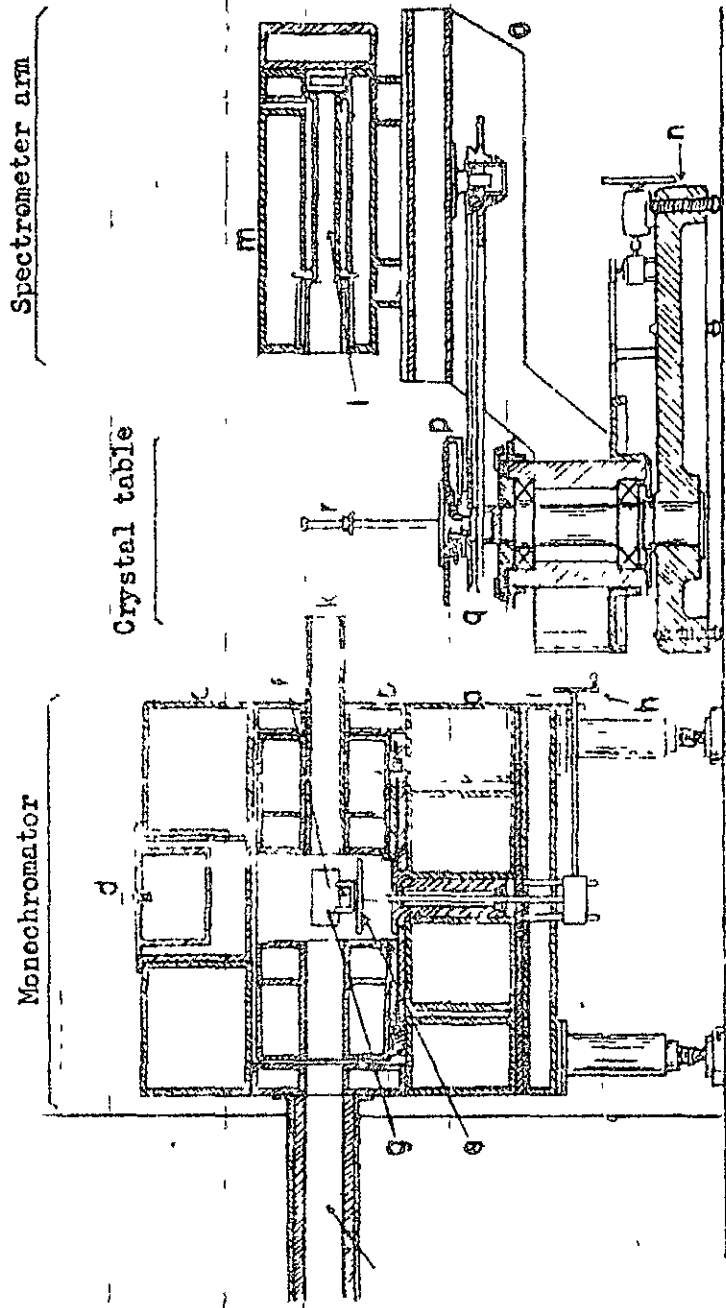 Monochromator
Crystal table
Spectrometer arm
d
m
o
l
p
r
k
q
n
t
h
g
a